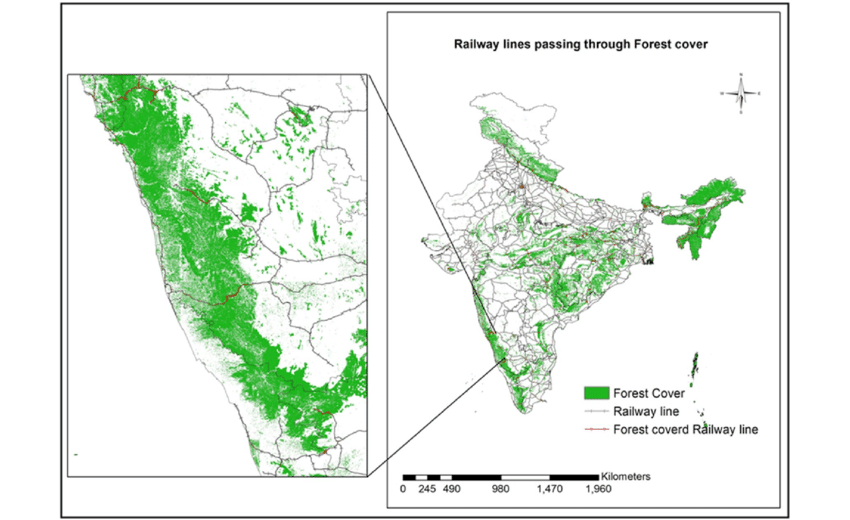 Railway lines passing through Forest cover
N
W E
S
Forest Cover
Railway line
Forest coverd Railway line
Kilometers
0 245 490 980 1,470 1,960